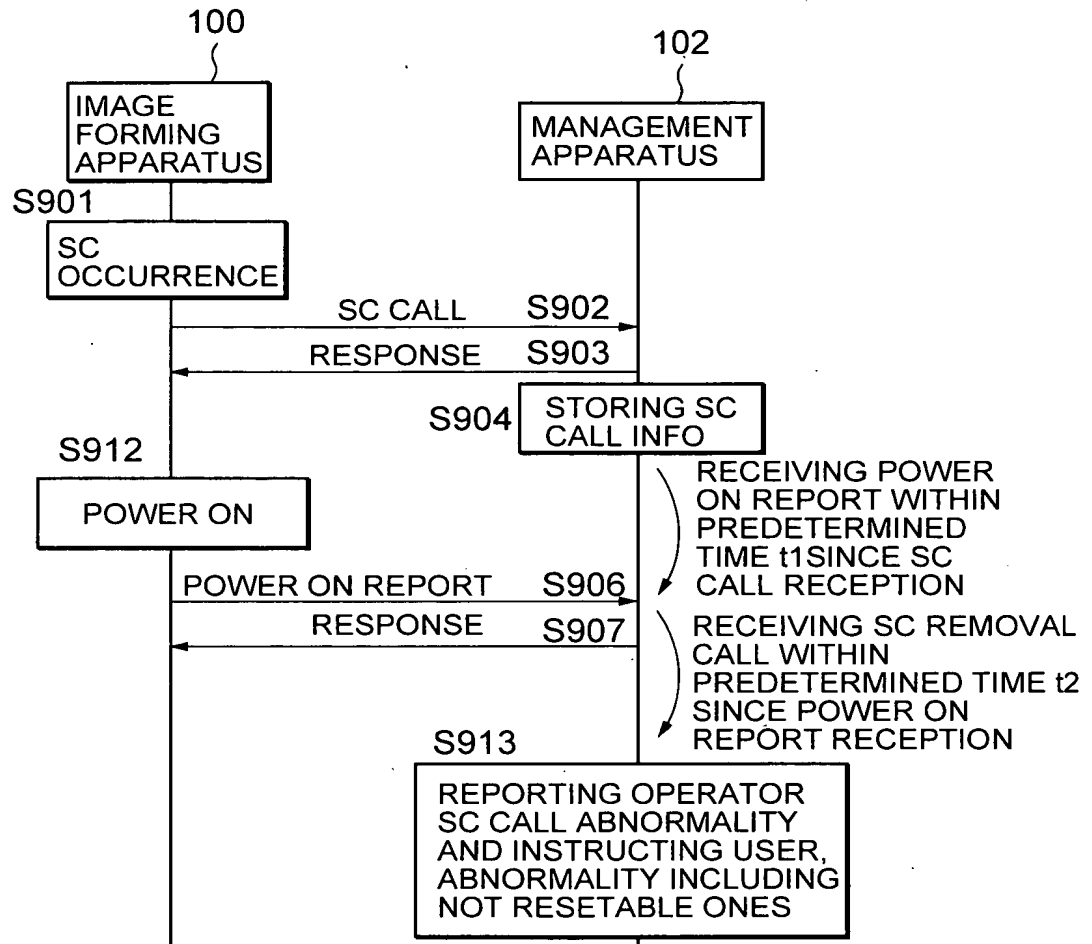 100
102
IMAGE
FORMING
APPARATUS
MANAGEMENT
APPARATUS
S901
SC
OCCURRENCE
SC CALL
S902
RESPONSE
S903
S904
STORING SC
CALL INFO
S912
POWER ON
RECEIVING POWER
ON REPORT WITHIN
PREDETERMINED
TIME t1SINCE SC
CALL RECEPTION
POWER ON REPORT
S906
RESPONSE
S907
RECEIVING SC REMOVAL
CALL WITHIN
PREDETERMINED TIME t2
SINCE POWER ON
REPORT RECEPTION
S913
REPORTING OPERATOR
SC CALL ABNORMALITY
AND INSTRUCTING USER,
ABNORMALITY INCLUDING
NOT RESETABLE ONES